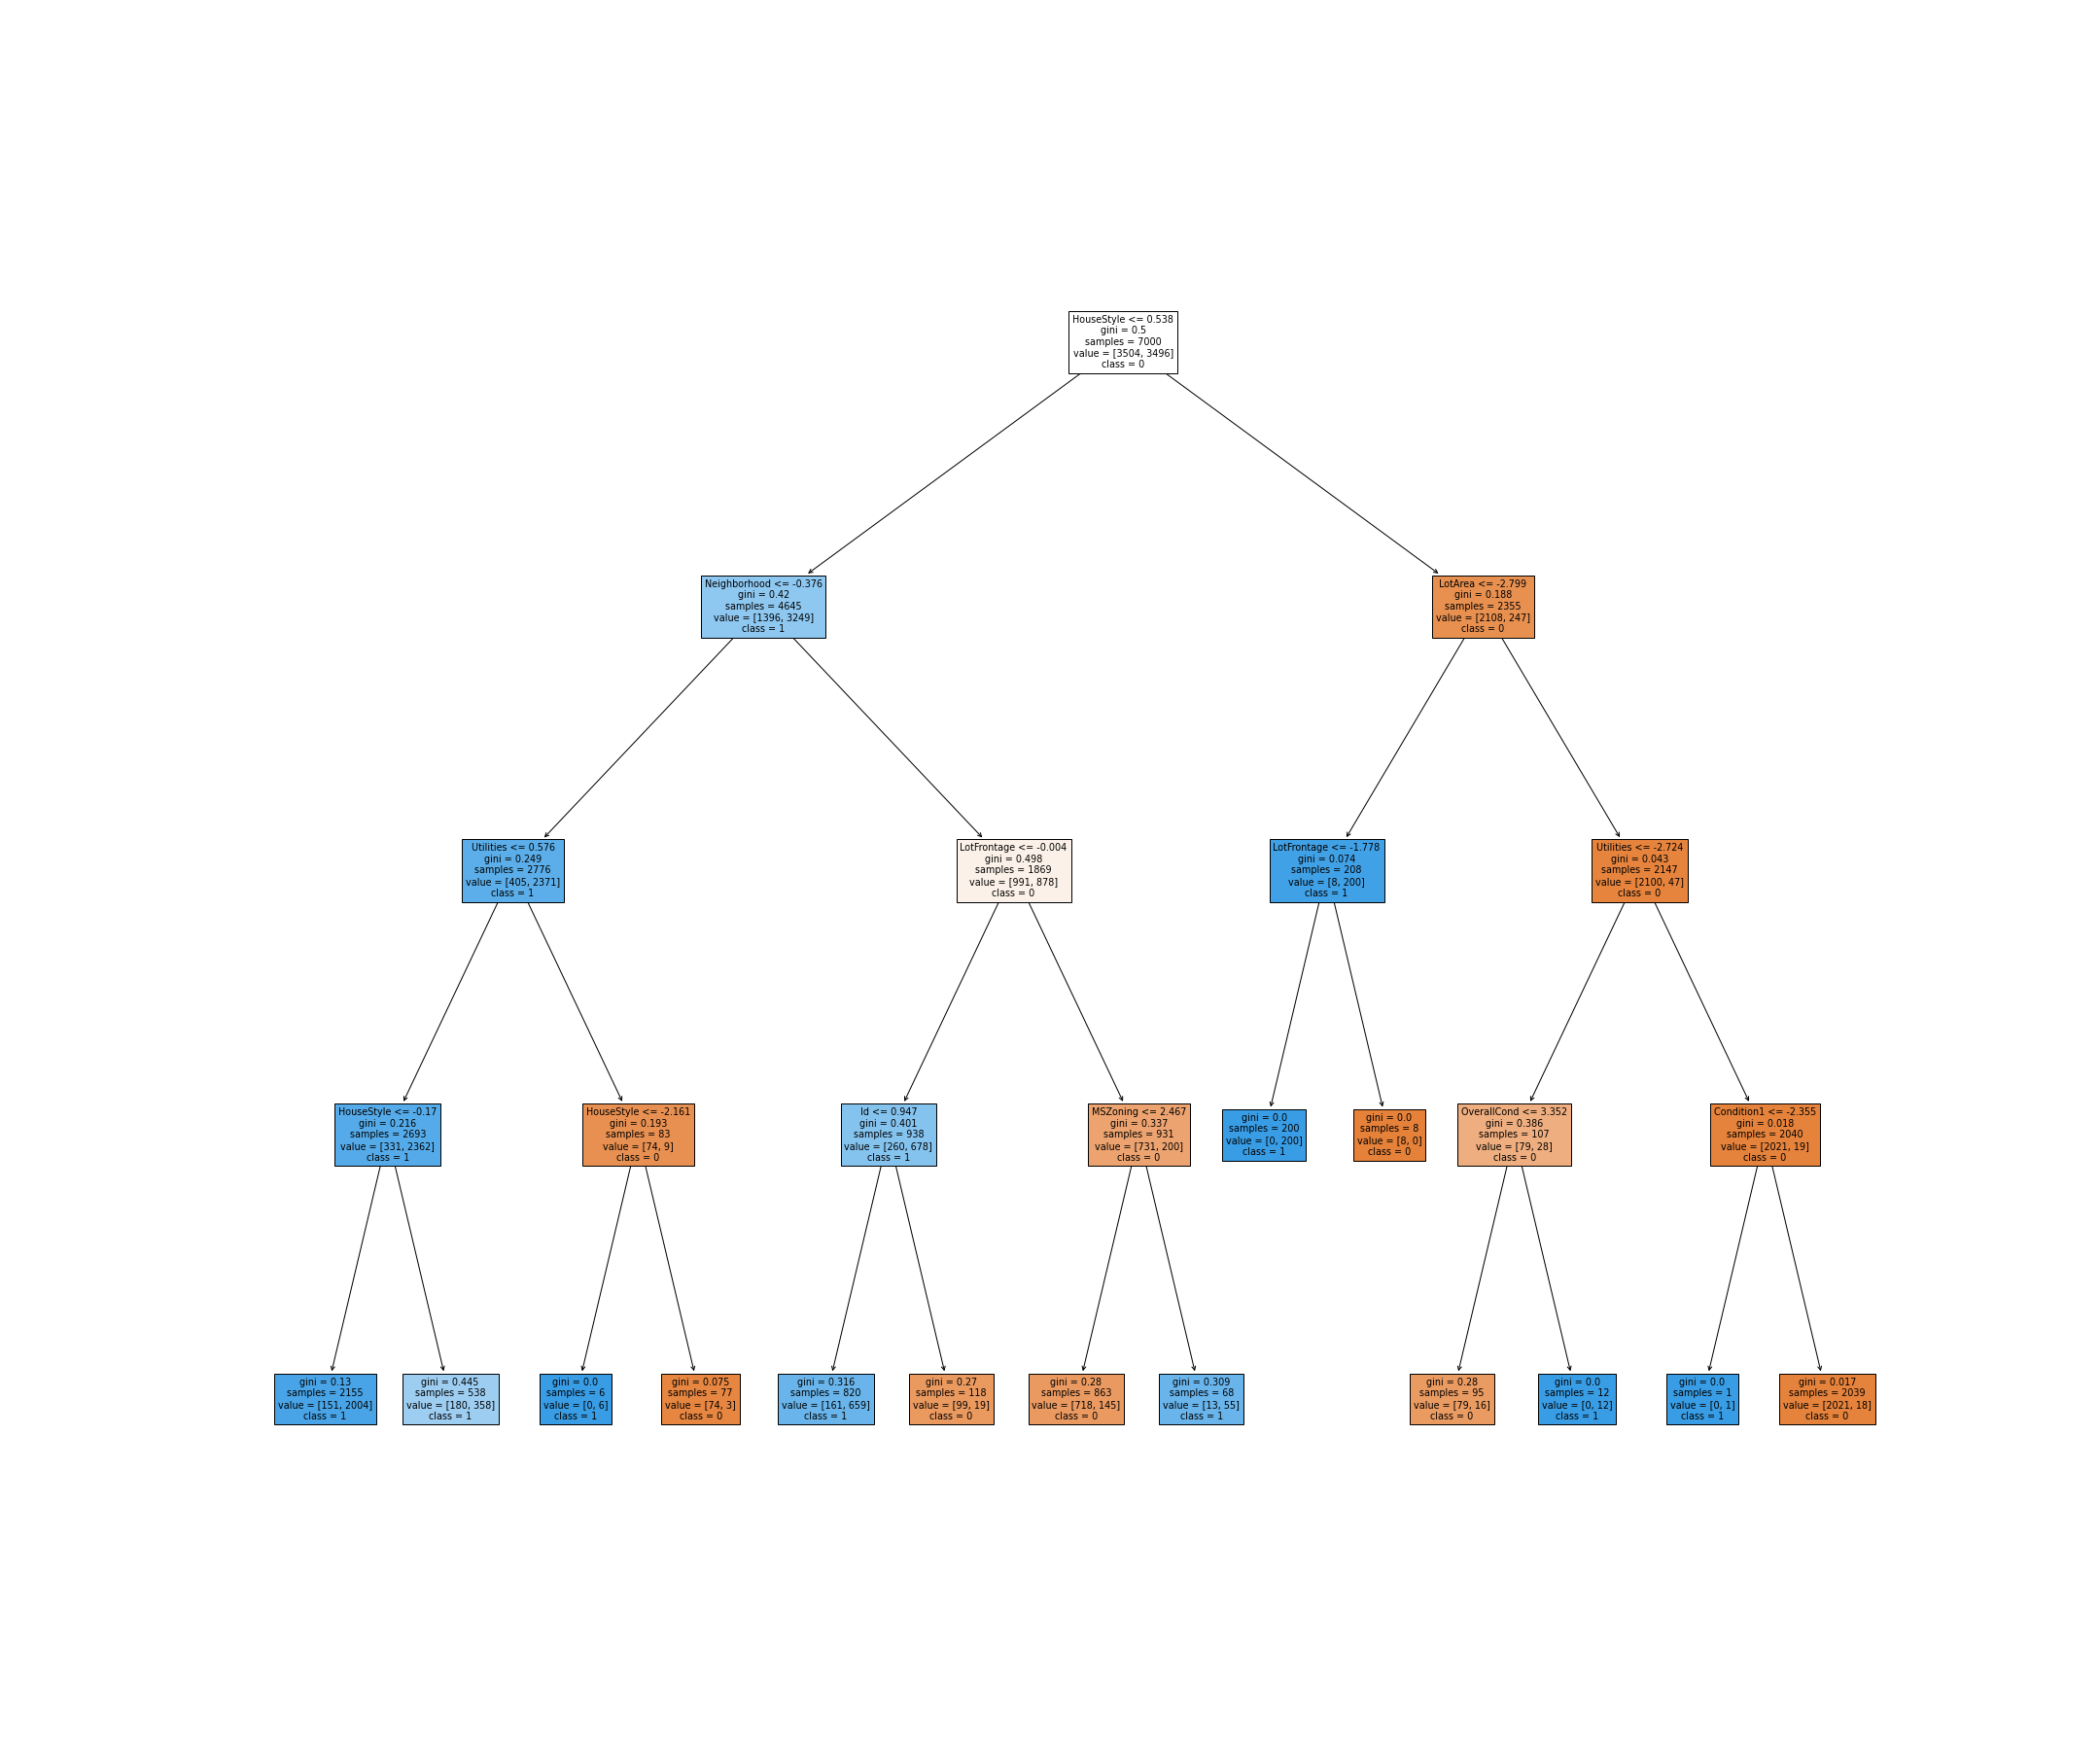 HouseStyle <= 0.538
gini = 0.5
samples = 7000
value = [3504, 3496]
class = 0
Neighborhood <= -0.376
gini = 0.42
samples = 4645
value = [1396, 3249]
class = 1
LotArea <= -2.799
gini = 0.188
samples = 2355
value = [2108, 247]
class = 0
Utilities <= 0.576
gini = 0.249
samples = 2776
value = [405, 2371]
class = 1
LotFrontage <= -0.004
gini = 0.498
samples = 1869
value = [991, 878]
class = 0
LotFrontage <= -1.778
gini = 0.074
samples = 208
value = [8, 200]
class = 1
Utilities <= -2.724
gini = 0.043
samples = 2147
value = [2100, 47]
class = 0
HouseStyle <= -0.17
gini = 0.216
samples = 2693
value = [331, 2362]
class = 1
HouseStyle <= -2.161
gini = 0.193
samples = 83
value = [74, 9]
class = 0
Id <= 0.947
gini = 0.401
samples = 938
value = [260, 678]
class = 1
MSZoning <= 2.467
gini = 0.337
samples = 931
value = [731, 200]
class = 0
gini = 0.0
samples = 200
value = [0, 200]
class = 1
gini = 0.0
samples = 8
value = [8, 0]
class = 0
OverallCond <= 3.352
gini = 0.386
samples = 107
value = [79, 28]
class = 0
Condition1 <= -2.355
gini = 0.018
samples = 2040
value = [2021, 19]
class = 0
gini = 0.13
samples = 2155
value = [151, 2004]
class = 1
gini = 0.445
samples = 538
value = [180, 358]
class = 1
gini = 0.0
samples = 6
value = [0, 6]
class = 1
gini = 0.075
samples = 77
value = [74, 3]
class = 0
gini = 0.316
samples = 820
value = [161, 659]
class = 1
gini = 0.27
samples = 118
value = [99, 19]
class = 0
gini = 0.28
samples = 863
value = [718, 145]
class = 0
gini = 0.309
samples = 68
value = [13, 55]
class = 1
gini = 0.28
samples = 95
value = [79, 16]
class = 0
gini = 0.0
samples = 12
value = [0, 12]
class = 1
gini = 0.0
samples = 1
value = [0, 1]
class = 1
gini = 0.017
samples = 2039
value = [2021, 18]
class = 0